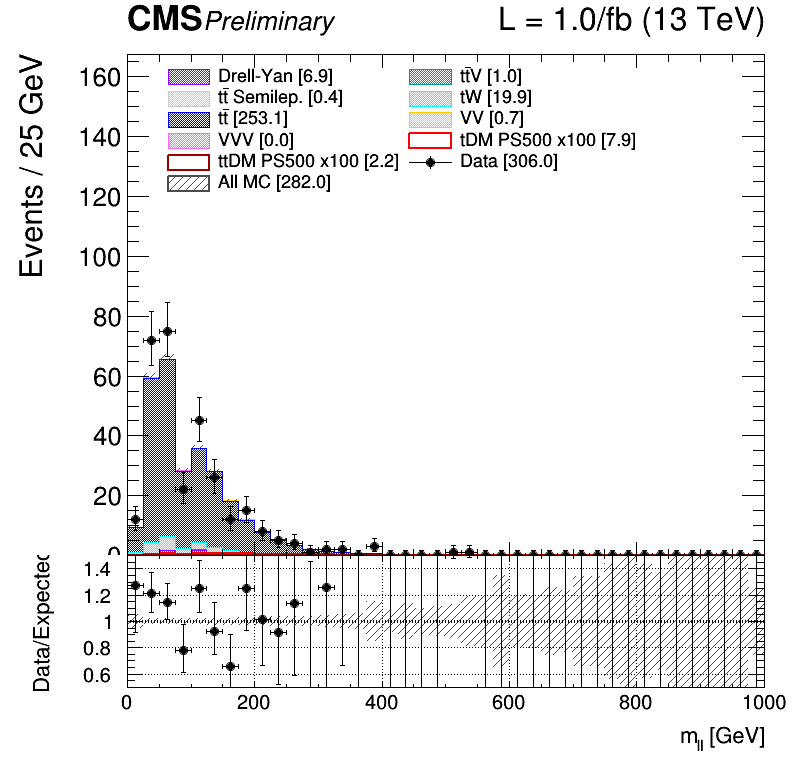 CMS Preliminary L = 1.0/fb (13 TeV)
Events / 25 GeV
160
140
120
100
80
60
40
20
0
Drell-Yan [6.9]
tt̄ Semilep. [0.4]
tt̄ [253.1]
VVV [0.0]
ttDM PS500 x100 [2.2]
All MC [282.0]
tt̄V [1.0]
tW [19.9]
VV [0.7]
tDM PS500 x100 [7.9]
Data [306.0]
Data/Expected
1.4
1.2
1
0.8
0.6
0 200 400 600 800 1000
m_ll [GeV]